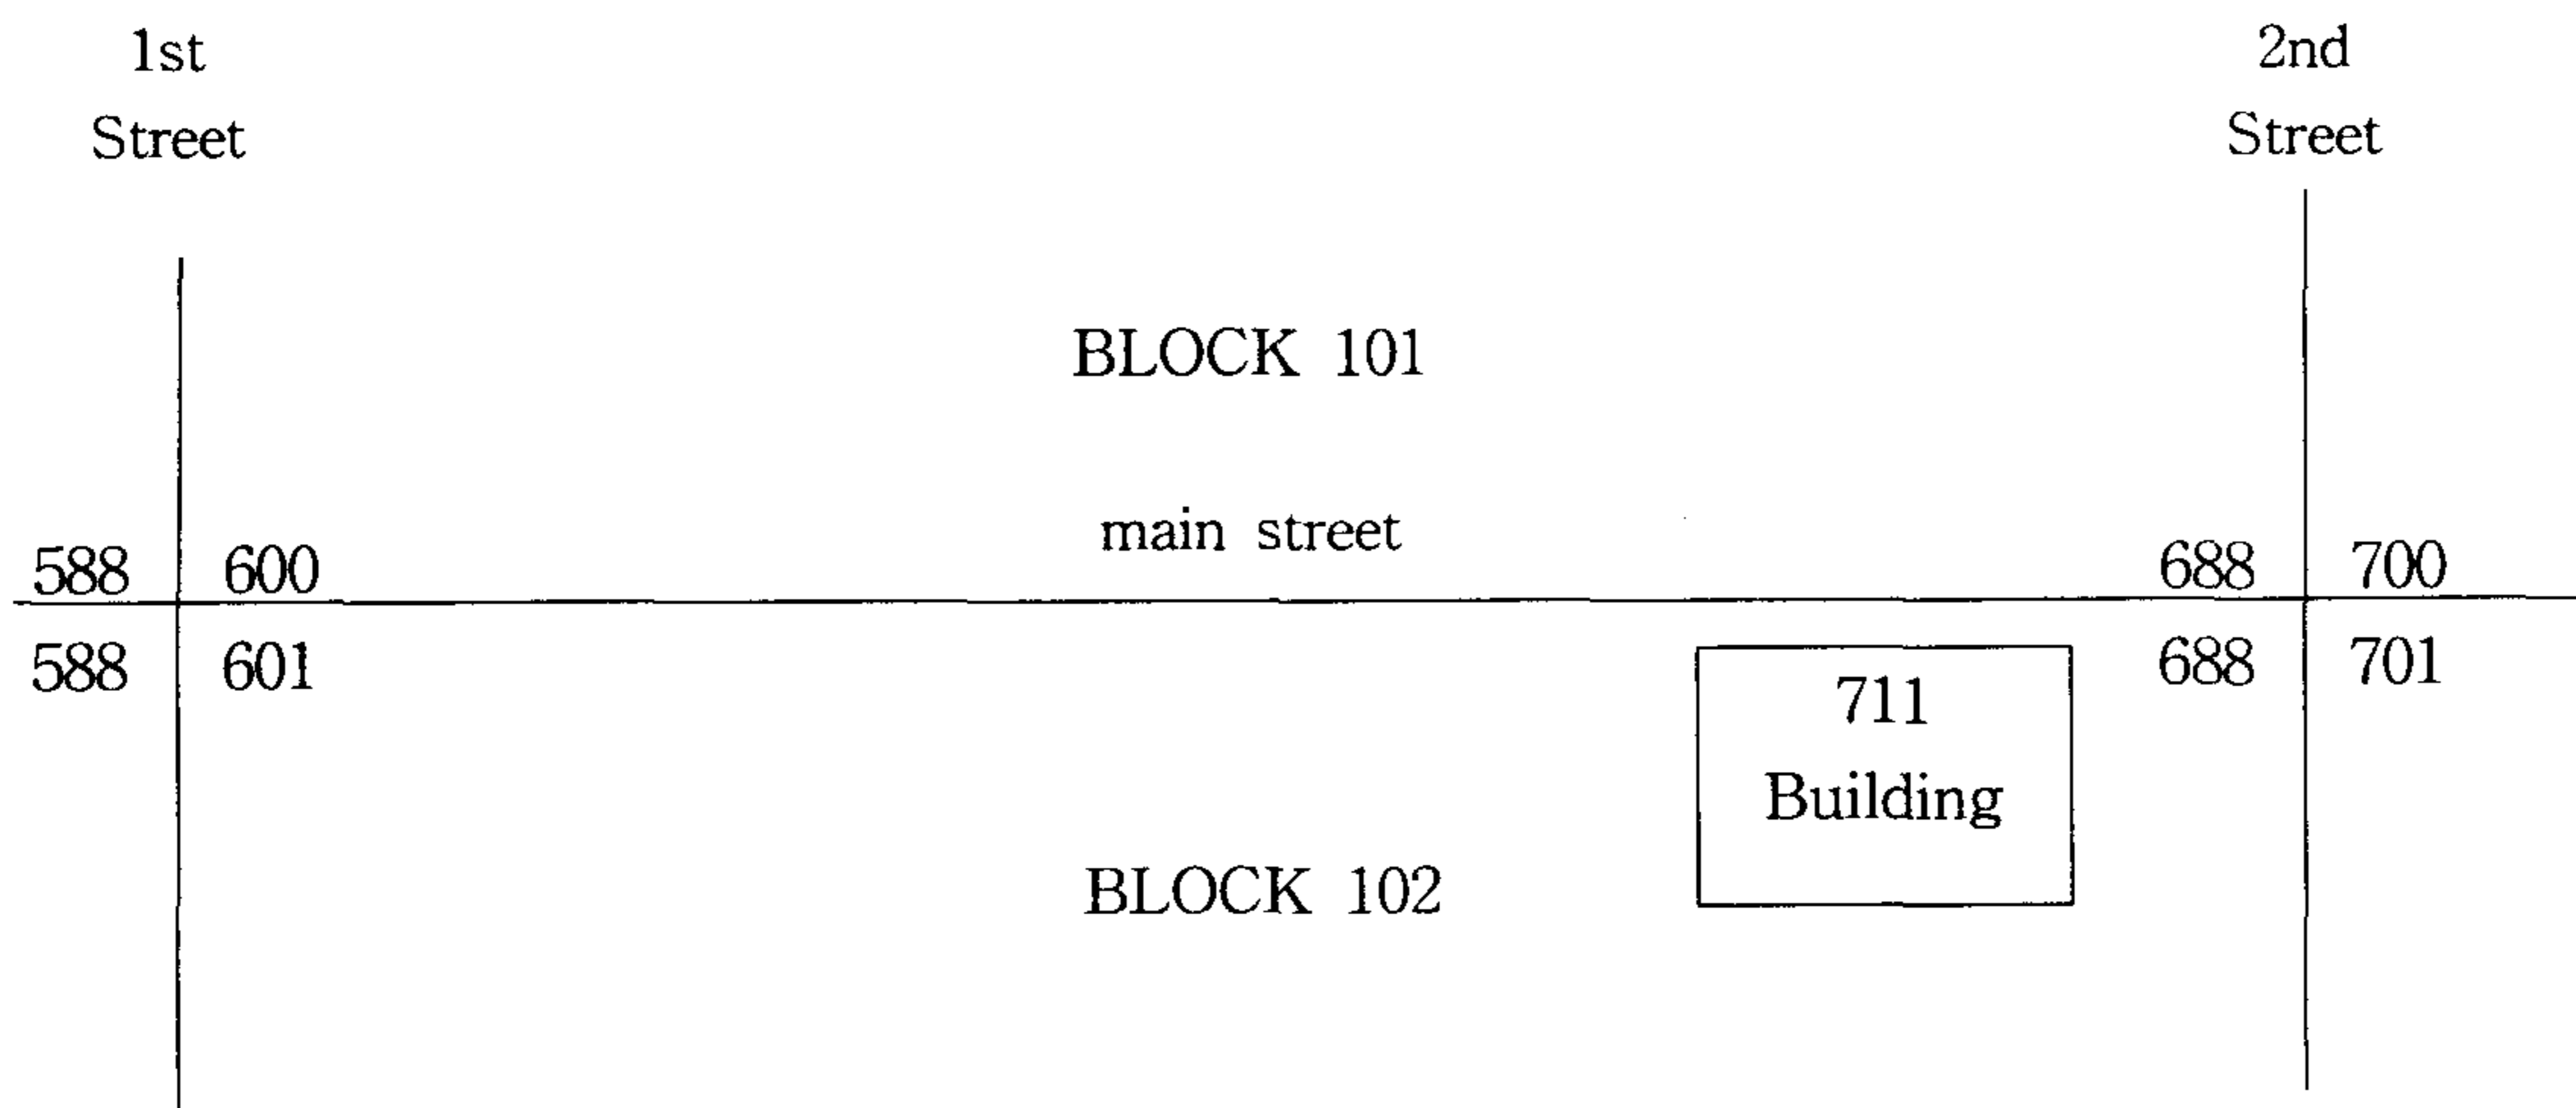 1st
Street
2nd
Street
BLOCK 101
main street
588 600 688 700
588 601 688 701
711
Building
BLOCK 102